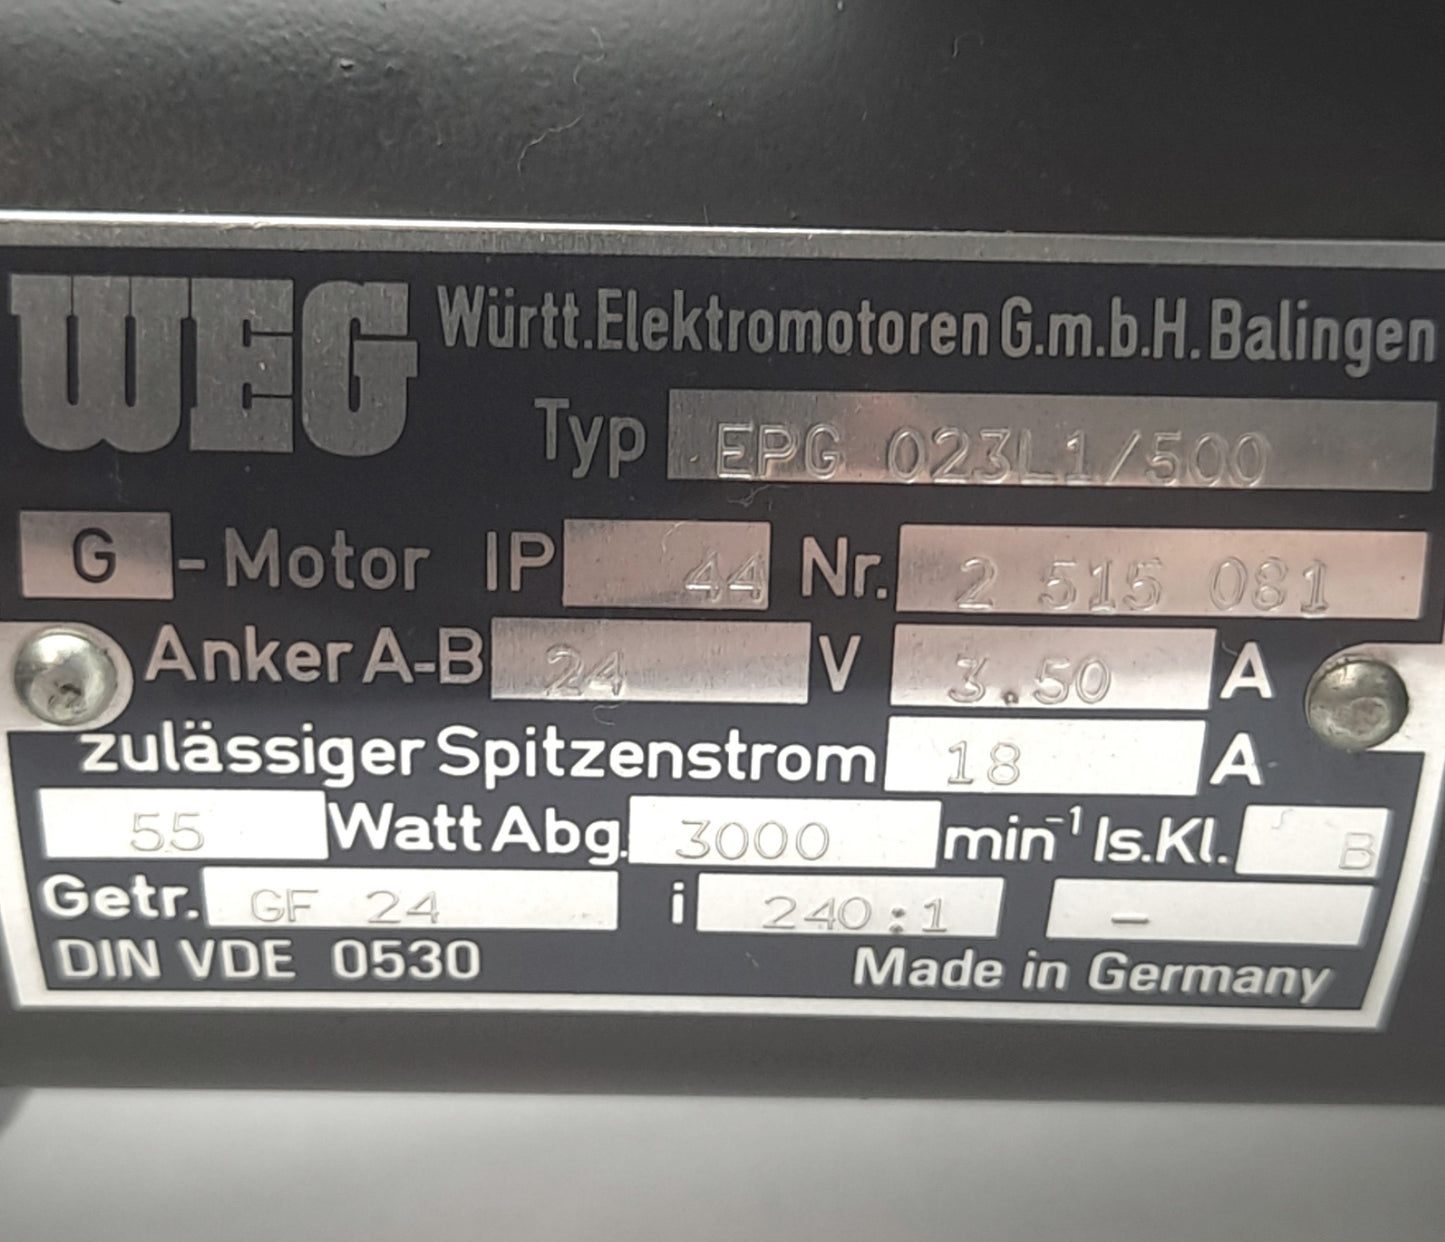 WEG Württ. Elektromotoren G.m.b.H. Balingen
Typ EPG 023L1/500
G - Motor IP 44 Nr. 2 515 081
Anker A-B 24 V 3.50 A
zulässiger Spitzenstrom 18 A
55 Watt Abg. 3000 min⁻¹ Is.Kl. B
Getr. GF 24 i 240:1 –
DIN VDE 0530 Made in Germany